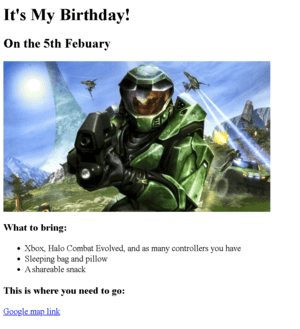 It's My Birthday!
On the 5th Febuary
What to bring:
Xbox, Halo Combat Evolved, and as many controllers you have
Sleeping bag and pillow
A shareable snack
This is where you need to go:
Google map link